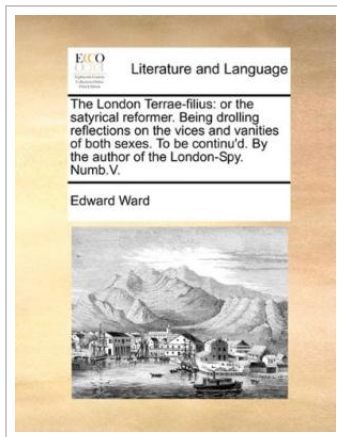 ECCO
Literature and Language
The London Terrae-filius: or the
satyrical reformer. Being drolling
reflections on the vices and vanities
of both sexes. To be continu'd. By
the author of the London-Spy.
Numb.V.
Edward Ward